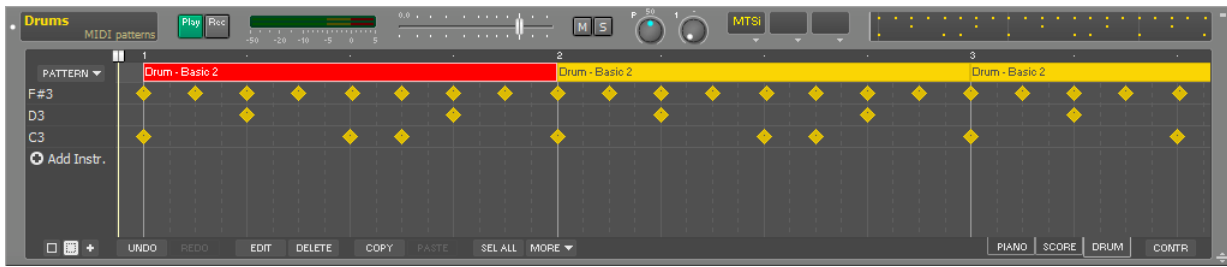 Drums
MIDI patterns
Play Rec
-50 -20 -10 -5 0 5
0.0
M S
P 50
1
MTSi
1 2 3
PATTERN
Drum - Basic 2 Drum - Basic 2 Drum - Basic 2
F#3
D3
C3
Add Instr.
UNDO REDO EDIT DELETE COPY PASTE SEL ALL MORE PIANO SCORE DRUM CONTR